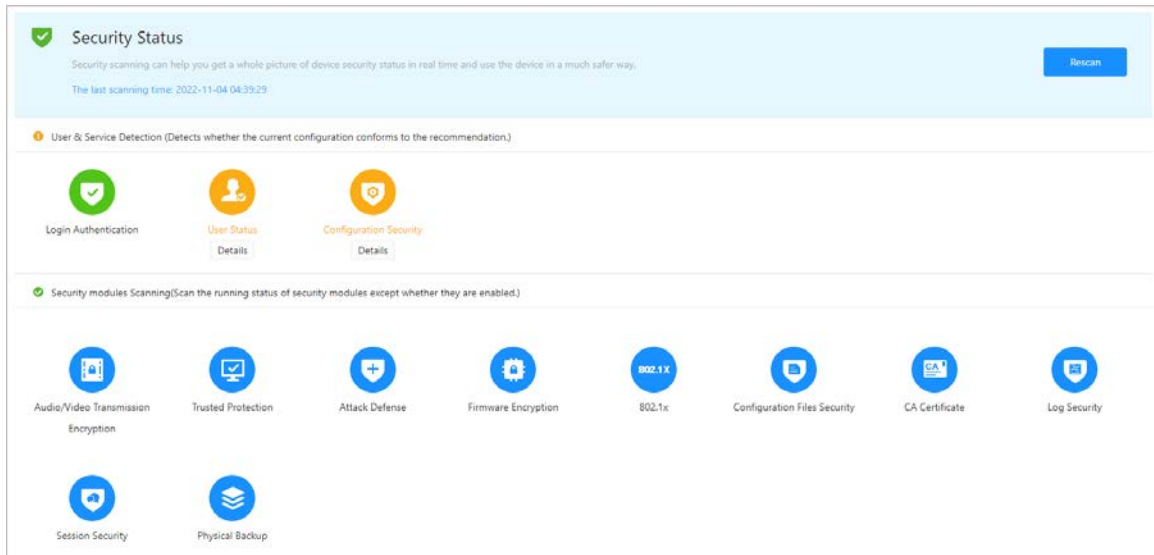 Security Status
Security scanning can help you get a whole picture of device security status in real time and use the device in a much safer way.
Rescan
The last scanning time: 2022-11-04 04:39:29
User & Service Detection (Detects whether the current configuration conforms to the recommendation.)
Login Authentication
User Status
Configuration Security
Details
Details
Security modules Scanning(Scan the running status of security modules except whether they are enabled.)
802.1X
CA
Audio/Video Transmission
Encryption
Trusted Protection
Attack Defense
Firmware Encryption
802.1x
Configuration Files Security
CA Certificate
Log Security
Session Security
Physical Backup